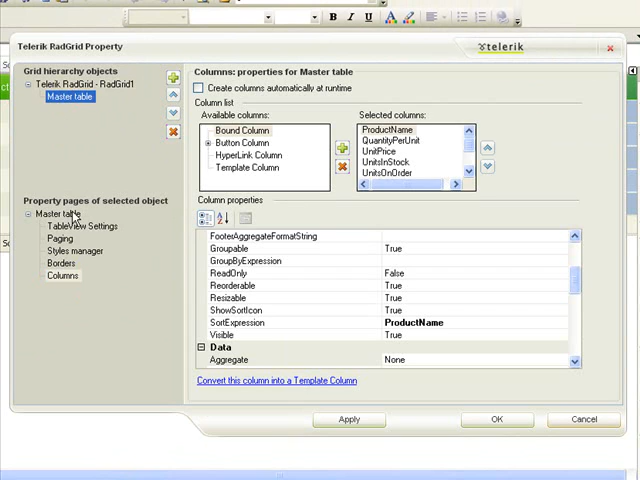 B I U
Telerik RadGrid Property
telerik
Grid hierarchy objects
Telerik RadGrid - RadGrid1
Master table
Property pages of selected object
Master table
TableView Settings
Paging
Styles manager
Borders
Columns
Columns: properties for Master table
Create columns automatically at runtime
Column list
Available columns:
Bound Column
Button Column
HyperLink Column
Template Column
Selected columns:
ProductName
QuantityPerUnit
UnitPrice
UnitsInStock
UnitsOnOrder
Column properties
FooterAggregateFormatString
Groupable True
GroupByExpression
ReadOnly False
Reorderable True
Resizable True
ShowSortIcon True
SortExpression ProductName
Visible True
Data
Aggregate None
Convert this column into a Template Column
Apply
OK
Cancel